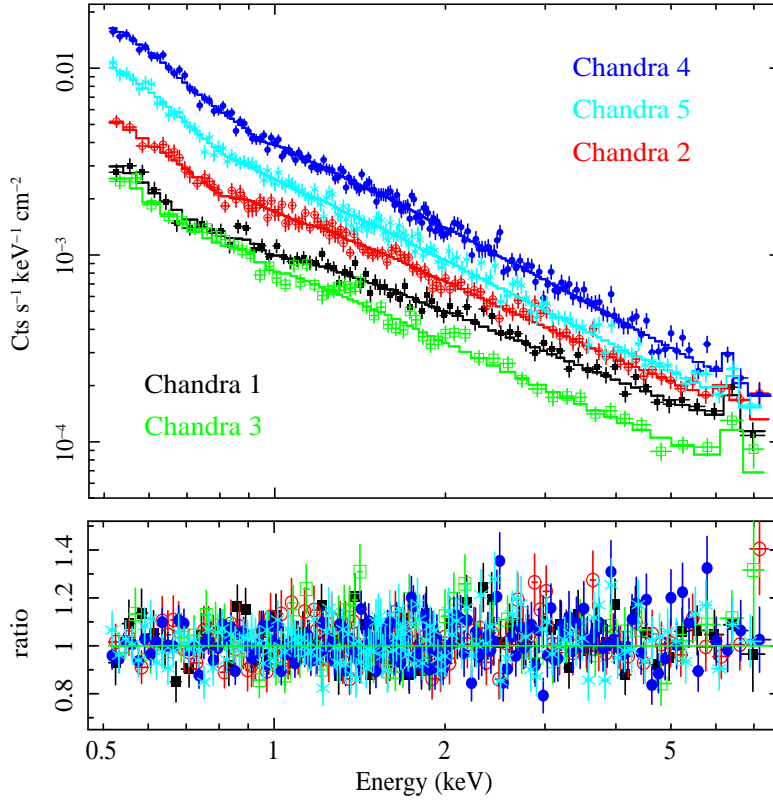 0.01
10⁻³
10⁻⁴
Cts s⁻¹ keV⁻¹ cm⁻²
Chandra 4
Chandra 5
Chandra 2
Chandra 1
Chandra 3
1.4
1.2
1
0.8
ratio
0.5
1
2
5
Energy (keV)